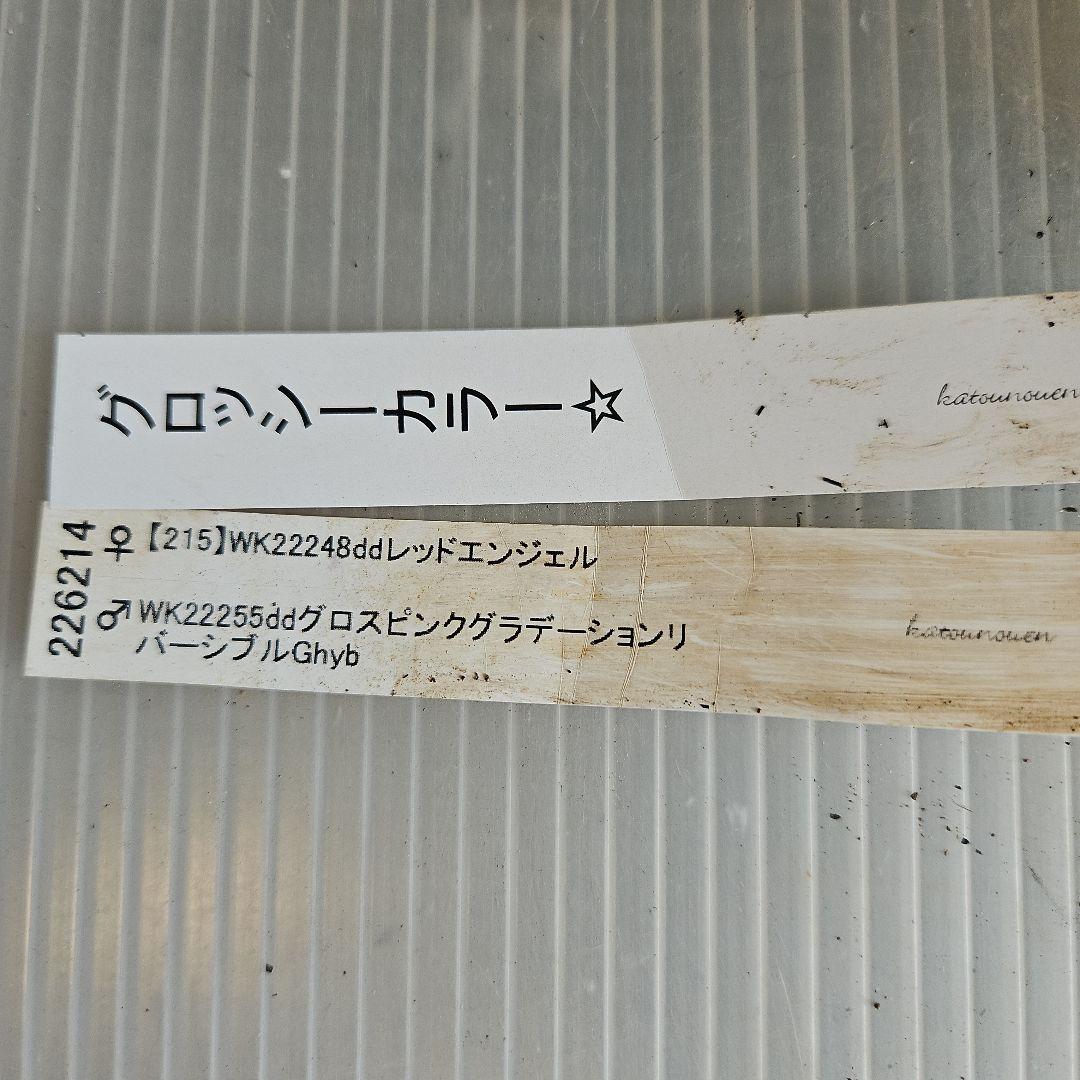 グロッシーカラー☆
katounouen
226214
♀【215】WK22248ddレッドエンジェル
♂WK22255ddグロスピンクグラデーションリ
バーシブルGhyb
katounouen